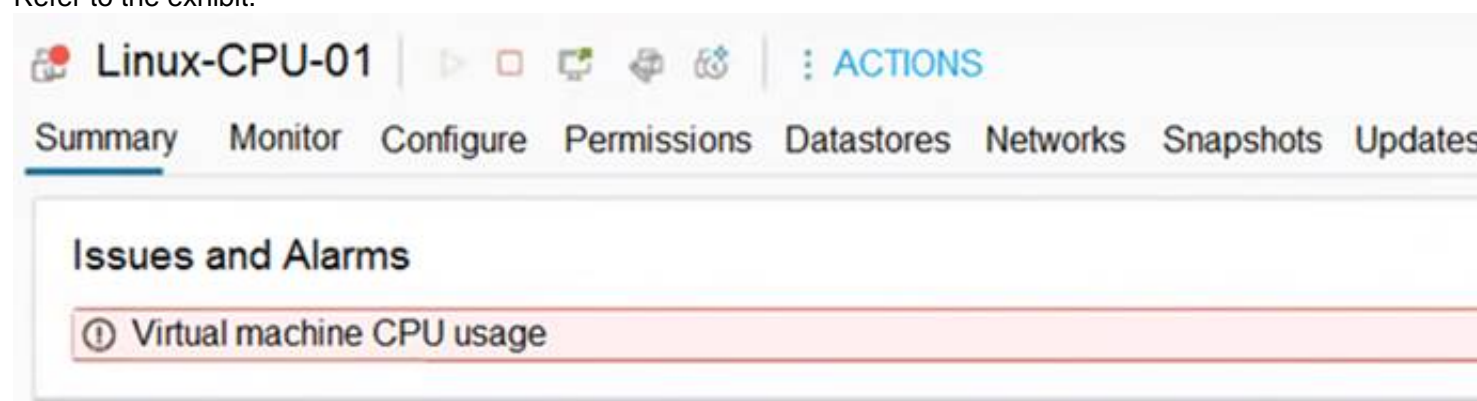 Refer to the exhibit.
Linux-CPU-01 ACTIONS
Summary Monitor Configure Permissions Datastores Networks Snapshots Updates
Issues and Alarms
Virtual machine CPU usage